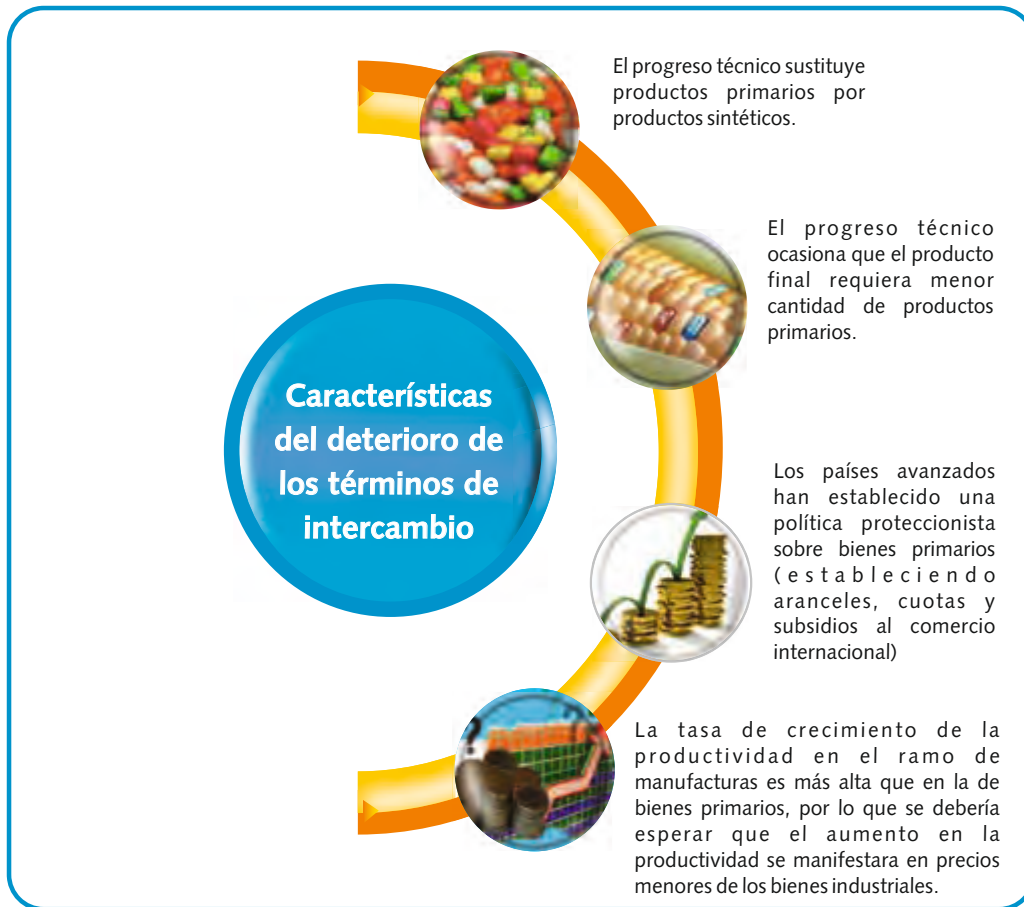 El progreso técnico sustituye
productos primarios por
productos sintéticos.
El progreso técnico
ocasiona que el producto
final requiera menor
cantidad de productos
primarios.
Características
del deterioro de
los términos de
intercambio
Los países avanzados
han establecido una
política proteccionista
sobre bienes primarios
(estableciendo
aranceles, cuotas y
subsidios al comercio
internacional)
La tasa de crecimiento de la
productividad en el ramo de
manufacturas es más alta que en la de
bienes primarios, por lo que se debería
esperar que el aumento en la
productividad se manifestara en precios
menores de los bienes industriales.